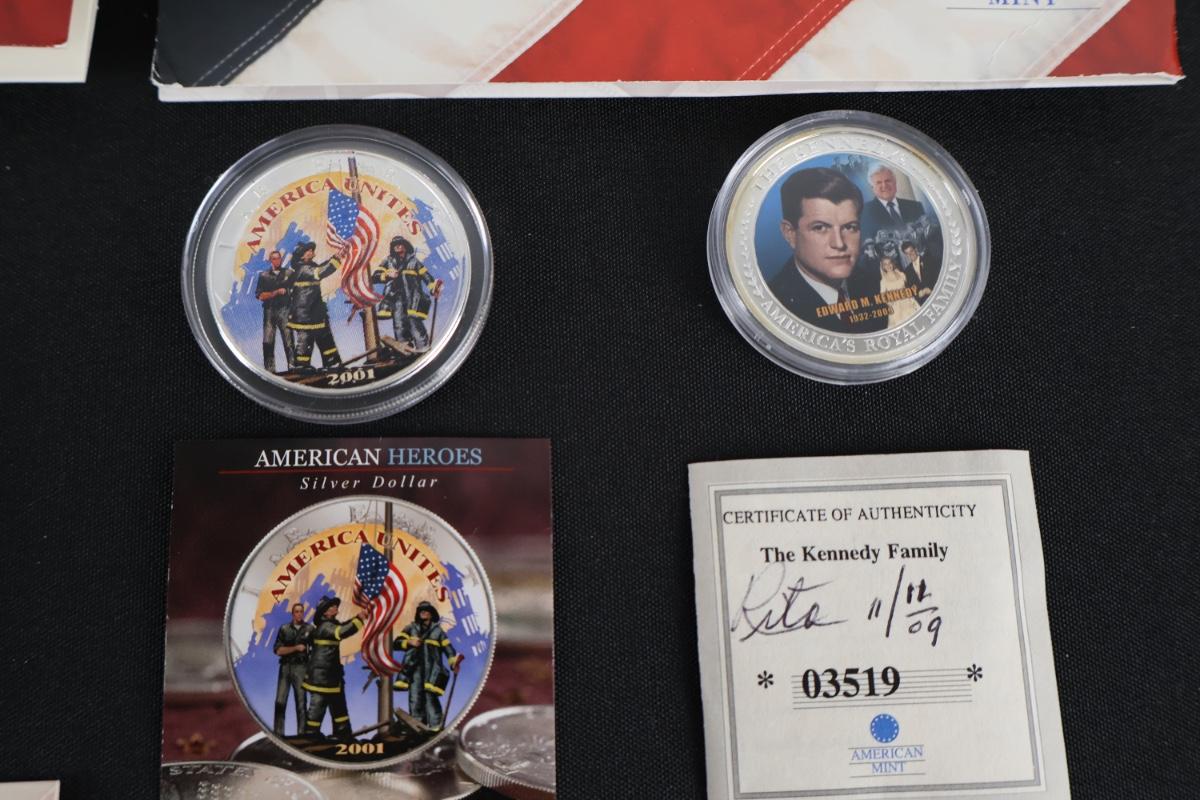 MINT
AMERICA UNITES
2001
THE KENNEDY
EDWARD M. KENNEDY
1932-2009
AMERICA'S ROYAL FAMILY
AMERICAN HEROES
Silver Dollar
AMERICA UNITES
2001
STATES
CERTIFICATE OF AUTHENTICITY
The Kennedy Family
Rita 11/12/09
* 03519 *
AMERICAN
MINT